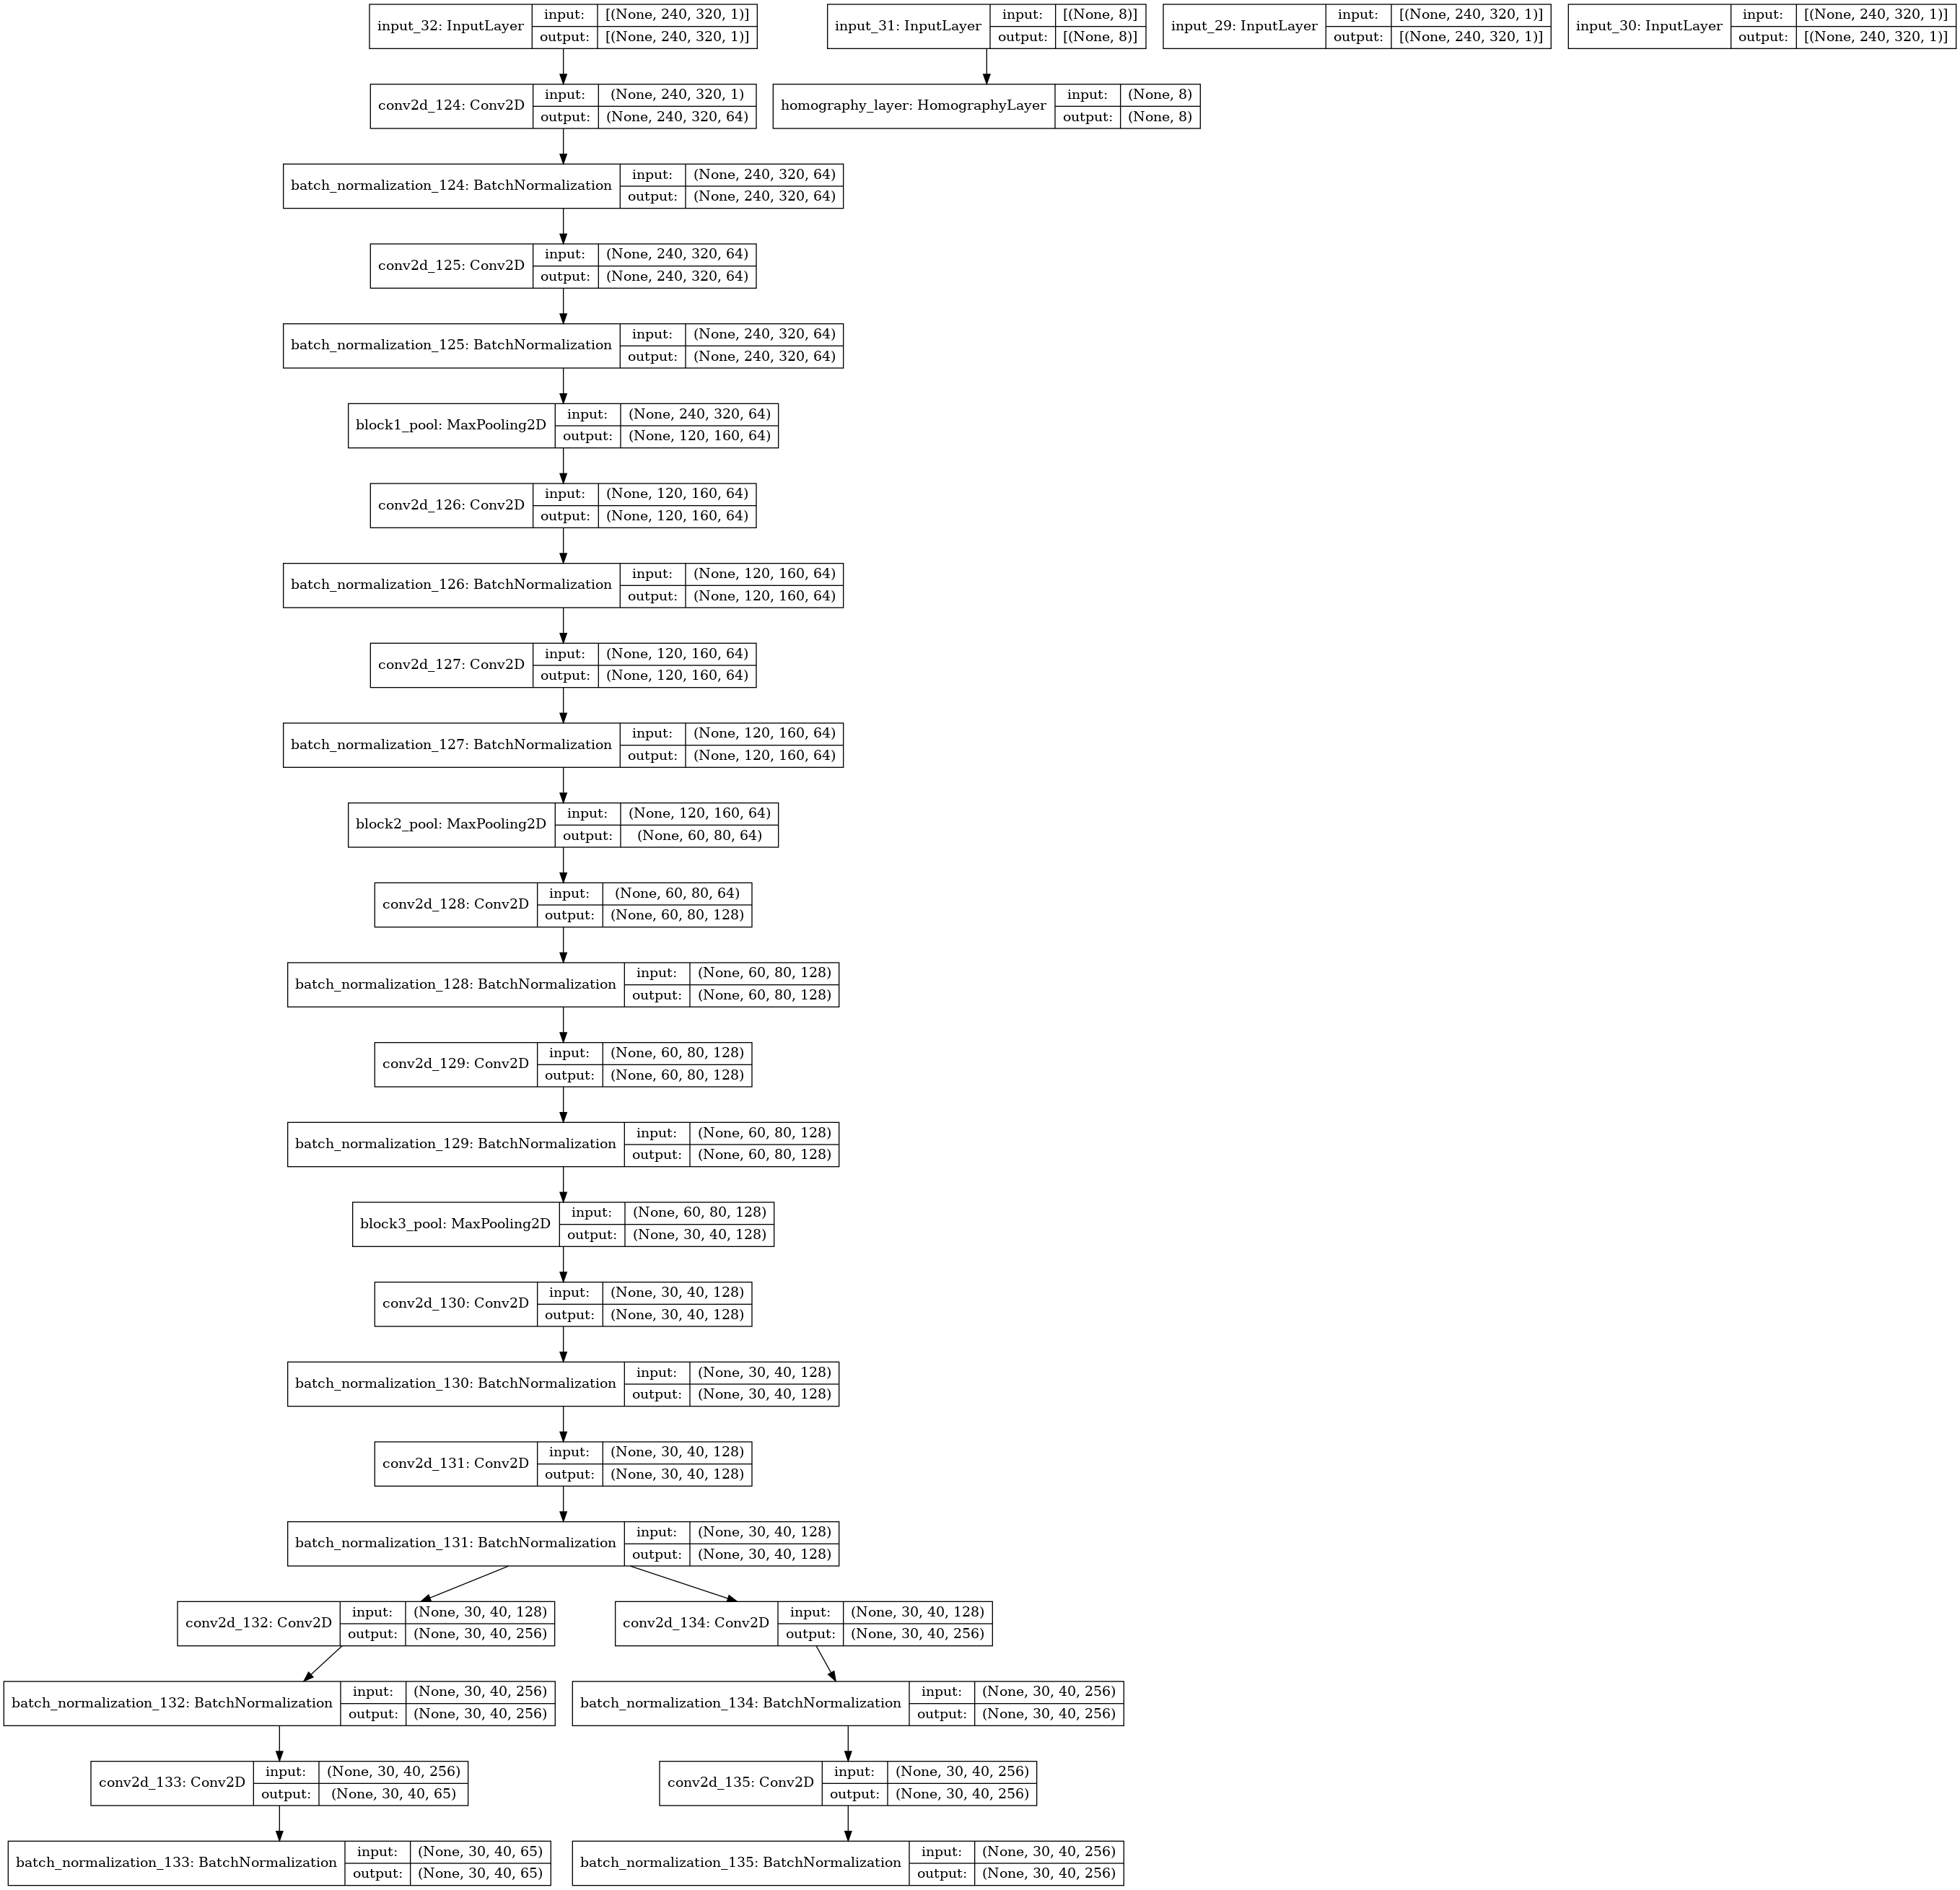 input_32: InputLayer input: [(None, 240, 320, 1)]
output: [(None, 240, 320, 1)]
input_31: InputLayer input: [(None, 8)]
output: [(None, 8)]
input_29: InputLayer input: [(None, 240, 320, 1)]
output: [(None, 240, 320, 1)]
input_30: InputLayer input: [(None, 240, 320, 1)]
output: [(None, 240, 320, 1)]
conv2d_124: Conv2D input: (None, 240, 320, 1)
output: (None, 240, 320, 64)
homography_layer: HomographyLayer input: (None, 8)
output: (None, 8)
batch_normalization_124: BatchNormalization input: (None, 240, 320, 64)
output: (None, 240, 320, 64)
conv2d_125: Conv2D input: (None, 240, 320, 64)
output: (None, 240, 320, 64)
batch_normalization_125: BatchNormalization input: (None, 240, 320, 64)
output: (None, 240, 320, 64)
block1_pool: MaxPooling2D input: (None, 240, 320, 64)
output: (None, 120, 160, 64)
conv2d_126: Conv2D input: (None, 120, 160, 64)
output: (None, 120, 160, 64)
batch_normalization_126: BatchNormalization input: (None, 120, 160, 64)
output: (None, 120, 160, 64)
conv2d_127: Conv2D input: (None, 120, 160, 64)
output: (None, 120, 160, 64)
batch_normalization_127: BatchNormalization input: (None, 120, 160, 64)
output: (None, 120, 160, 64)
block2_pool: MaxPooling2D input: (None, 120, 160, 64)
output: (None, 60, 80, 64)
conv2d_128: Conv2D input: (None, 60, 80, 64)
output: (None, 60, 80, 128)
batch_normalization_128: BatchNormalization input: (None, 60, 80, 128)
output: (None, 60, 80, 128)
conv2d_129: Conv2D input: (None, 60, 80, 128)
output: (None, 60, 80, 128)
batch_normalization_129: BatchNormalization input: (None, 60, 80, 128)
output: (None, 60, 80, 128)
block3_pool: MaxPooling2D input: (None, 60, 80, 128)
output: (None, 30, 40, 128)
conv2d_130: Conv2D input: (None, 30, 40, 128)
output: (None, 30, 40, 128)
batch_normalization_130: BatchNormalization input: (None, 30, 40, 128)
output: (None, 30, 40, 128)
conv2d_131: Conv2D input: (None, 30, 40, 128)
output: (None, 30, 40, 128)
batch_normalization_131: BatchNormalization input: (None, 30, 40, 128)
output: (None, 30, 40, 128)
conv2d_132: Conv2D input: (None, 30, 40, 128)
output: (None, 30, 40, 256)
conv2d_134: Conv2D input: (None, 30, 40, 128)
output: (None, 30, 40, 256)
batch_normalization_132: BatchNormalization input: (None, 30, 40, 256)
output: (None, 30, 40, 256)
batch_normalization_134: BatchNormalization input: (None, 30, 40, 256)
output: (None, 30, 40, 256)
conv2d_133: Conv2D input: (None, 30, 40, 256)
output: (None, 30, 40, 65)
conv2d_135: Conv2D input: (None, 30, 40, 256)
output: (None, 30, 40, 256)
batch_normalization_133: BatchNormalization input: (None, 30, 40, 65)
output: (None, 30, 40, 65)
batch_normalization_135: BatchNormalization input: (None, 30, 40, 256)
output: (None, 30, 40, 256)